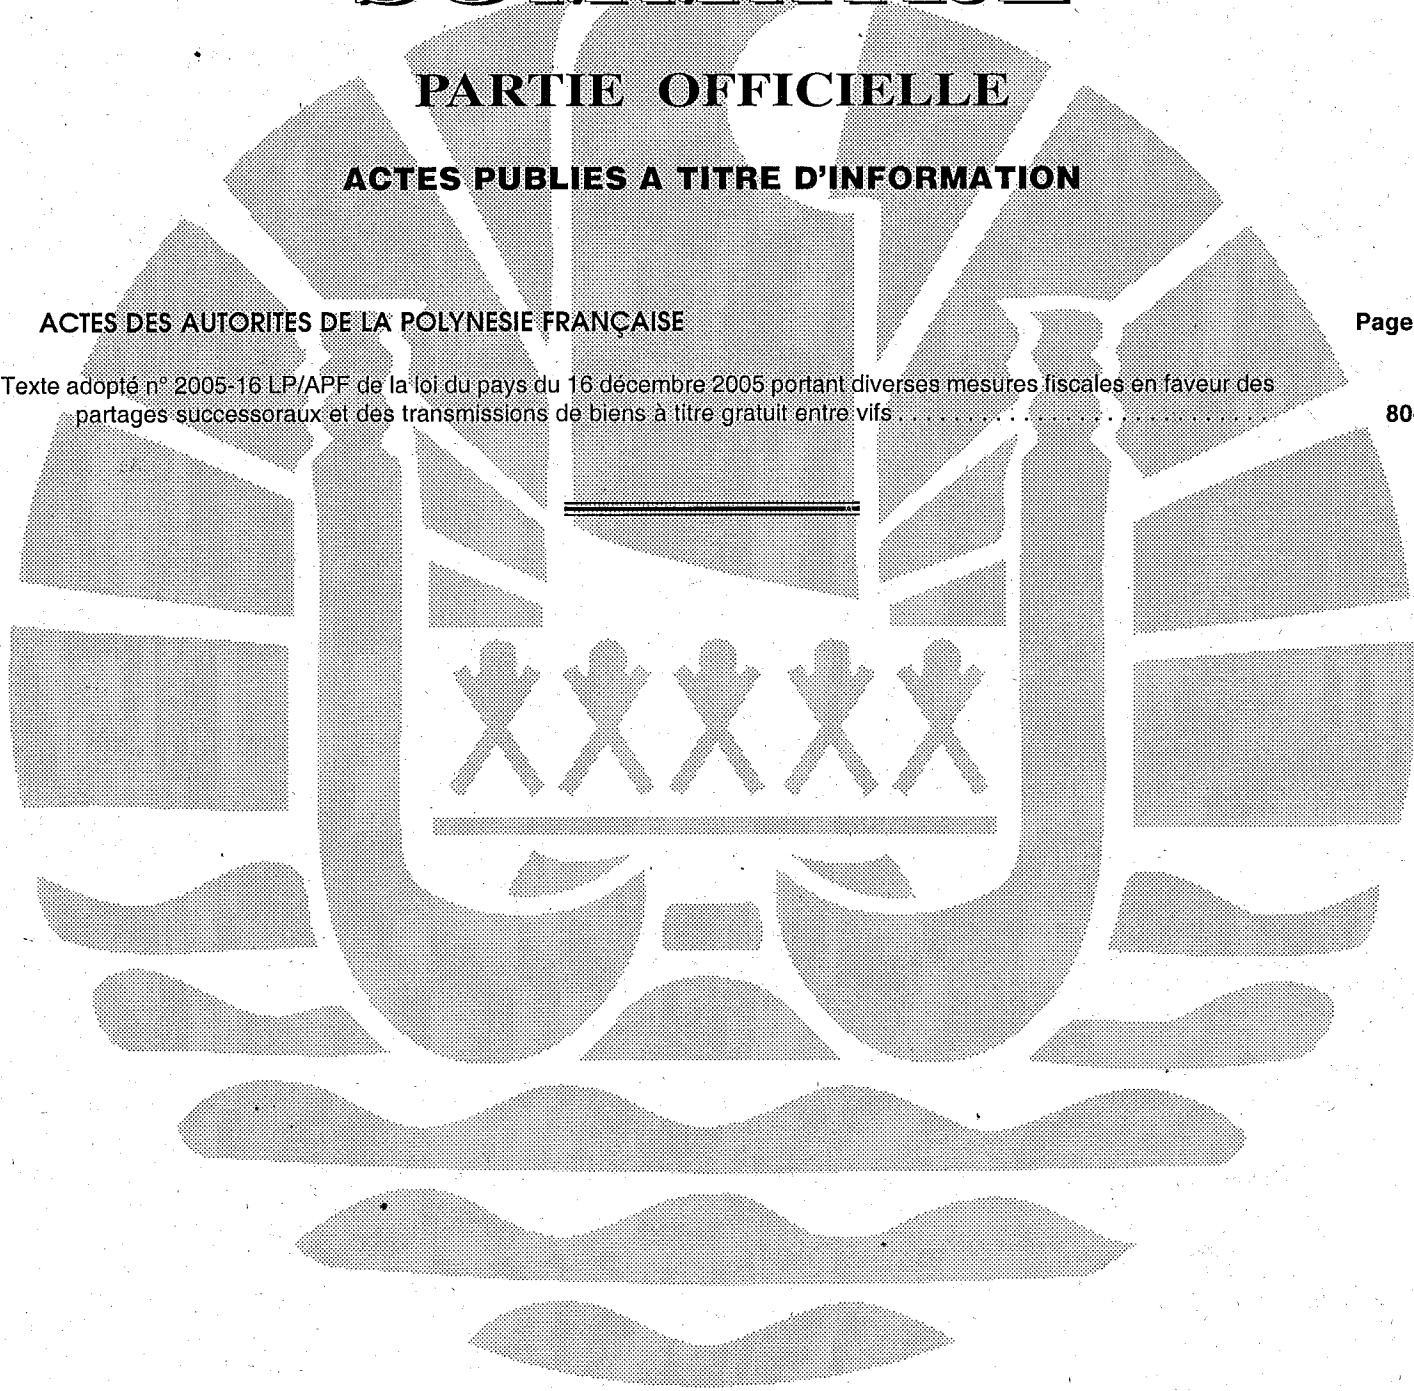 PARTIE OFFICIELLE
ACTES PUBLIES A TITRE D'INFORMATION
ACTES DES AUTORITES DE LA POLYNESIE FRANÇAISE Page
Texte adopté n° 2005-16 LP/APF de la loi du pays du 16 décembre 2005 portant diverses mesures fiscales en faveur des
partages successoraux et des transmissions de biens à titre gratuit entre vifs . . . . . . . . . . . . . . . . . . . . . . . . . . .